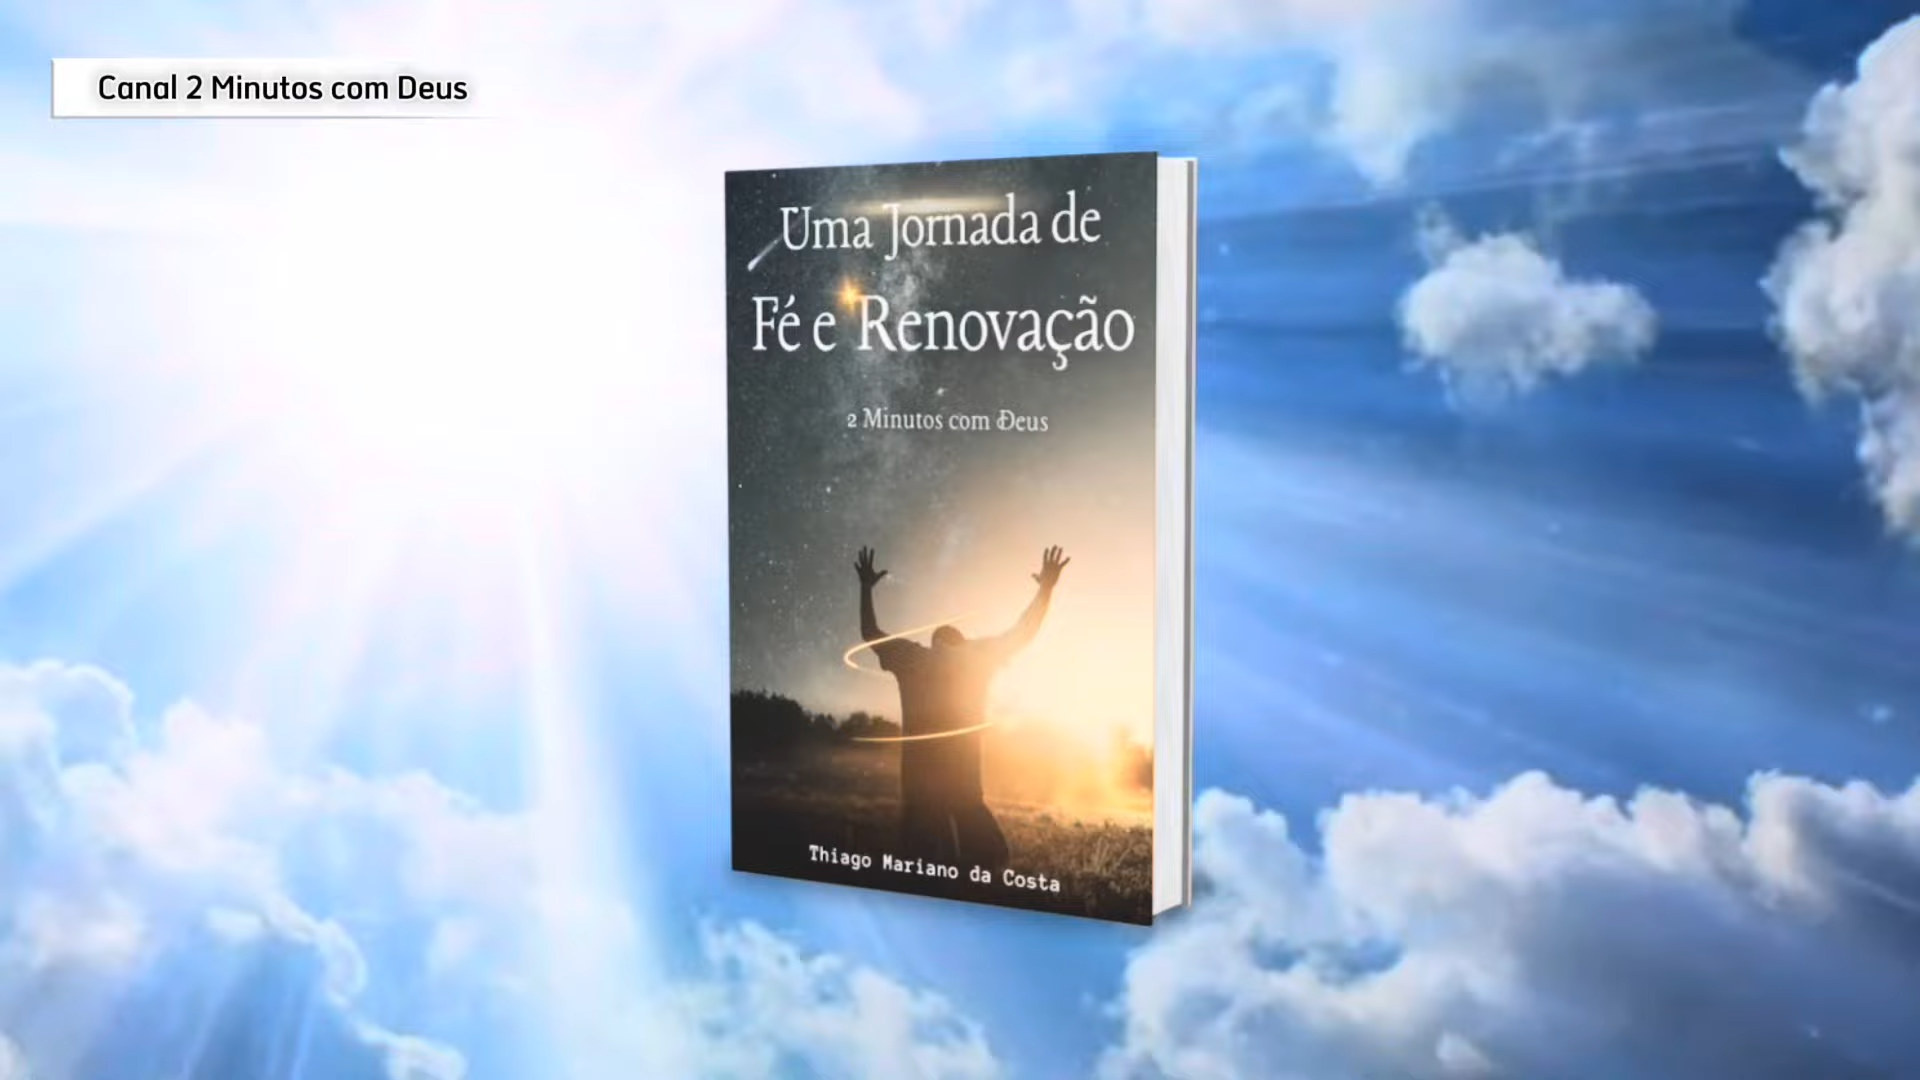 Canal 2 Minutos com Deus
Uma Jornada de
Fé e Renovação
2 Minutos com Deus
Thiago Mariano da Costa